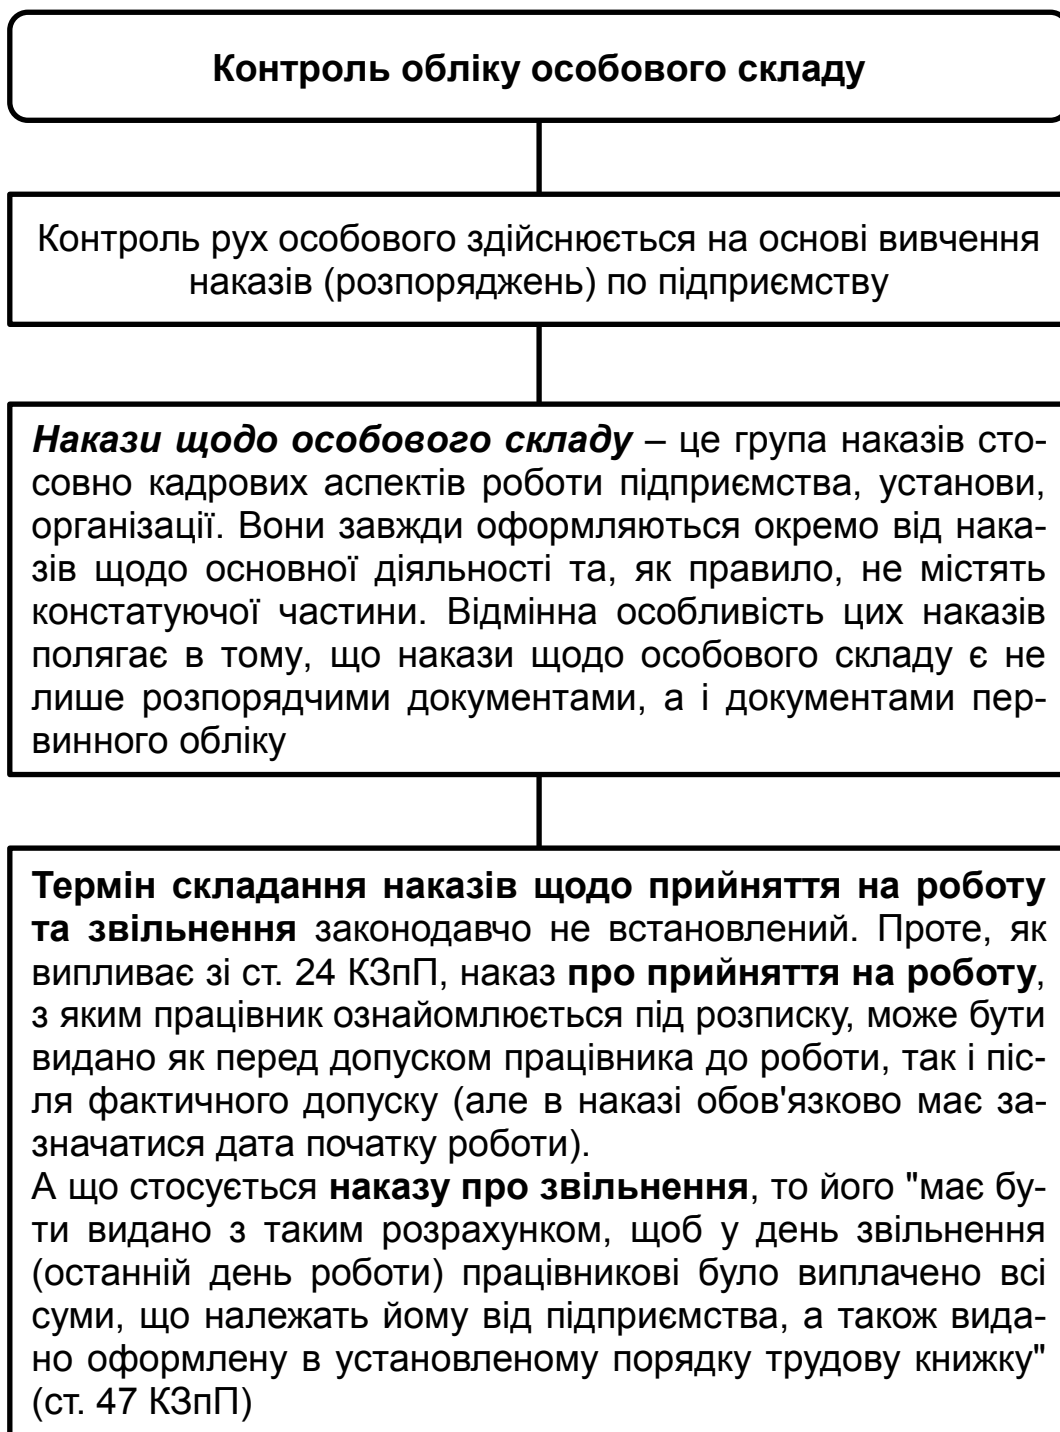 Контроль обліку особового складу
Контроль рух особового здійснюється на основі вивчення
наказів (розпоряджень) по підприємству
Накази щодо особового складу – це група наказів сто-
совно кадрових аспектів роботи підприємства, установи,
організації. Вони завжди оформляються окремо від нака-
зів щодо основної діяльності та, як правило, не містять
констатуючої частини. Відмінна особливість цих наказів
полягає в тому, що накази щодо особового складу є не
лише розпорядчими документами, а і документами пер-
винного обліку
Термін складання наказів щодо прийняття на роботу
та звільнення законодавчо не встановлений. Проте, як
випливає зі ст. 24 КЗпП, наказ про прийняття на роботу,
з яким працівник ознайомлюється під розписку, може бути
видано як перед допуском працівника до роботи, так і піс-
ля фактичного допуску (але в наказі обов'язково має за-
значатися дата початку роботи).
А що стосується наказу про звільнення, то його "має бу-
ти видано з таким розрахунком, щоб у день звільнення
(останній день роботи) працівникові було виплачено всі
суми, що належать йому від підприємства, а також вида-
но оформлену в установленому порядку трудову книжку"
(ст. 47 КЗпП)